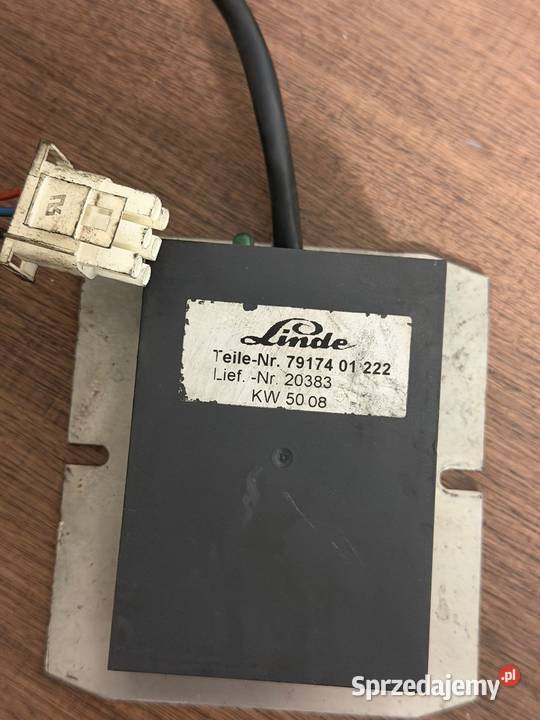 Linde
Teile-Nr. 79174 01 222
Lief. -Nr. 20383
KW 50 08
Sprzedajemy.pl